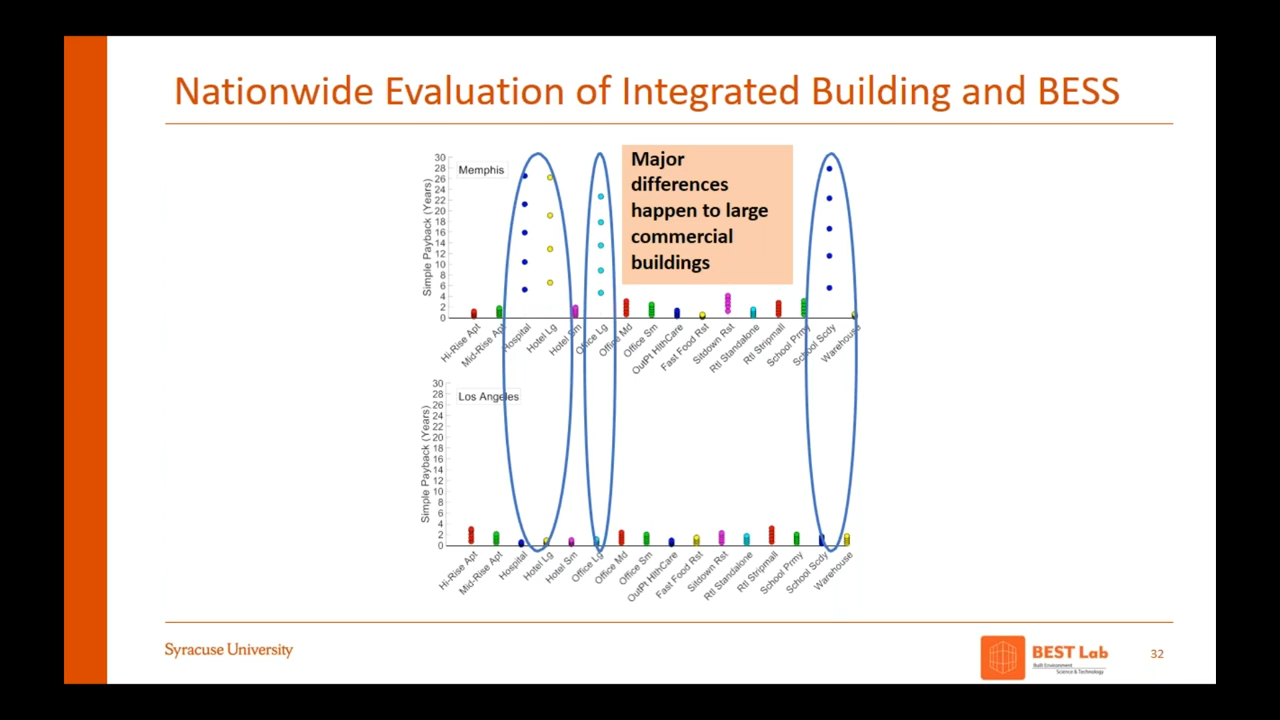 Nationwide Evaluation of Integrated Building and BESS
30
28
26
24
22
20
18
16
14
12
10
8
6
4
2
0
Simple Payback (Years)
Memphis
Major
differences
happen to large
commercial
buildings
Hi-Rise Apt
Mid-Rise Apt
Hospital
Hotel Lg
Hotel Sm
Office Lg
Office Md
Office Sm
OutPt HlthCare
Fast Food Rst
Sitdown Rst
Rtl Standalone
Rtl Stripmall
School Prmy
School Scdy
Warehouse
30
28
26
24
22
20
18
16
14
12
10
8
6
4
2
0
Simple Payback (Years)
Los Angeles
Hi-Rise Apt
Mid-Rise Apt
Hospital
Hotel Lg
Hotel Sm
Office Lg
Office Md
Office Sm
OutPt HlthCare
Fast Food Rst
Sitdown Rst
Rtl Standalone
Rtl Stripmall
School Prmy
School Scdy
Warehouse
Syracuse University
BEST Lab
Built Environment
Science & Technology
32